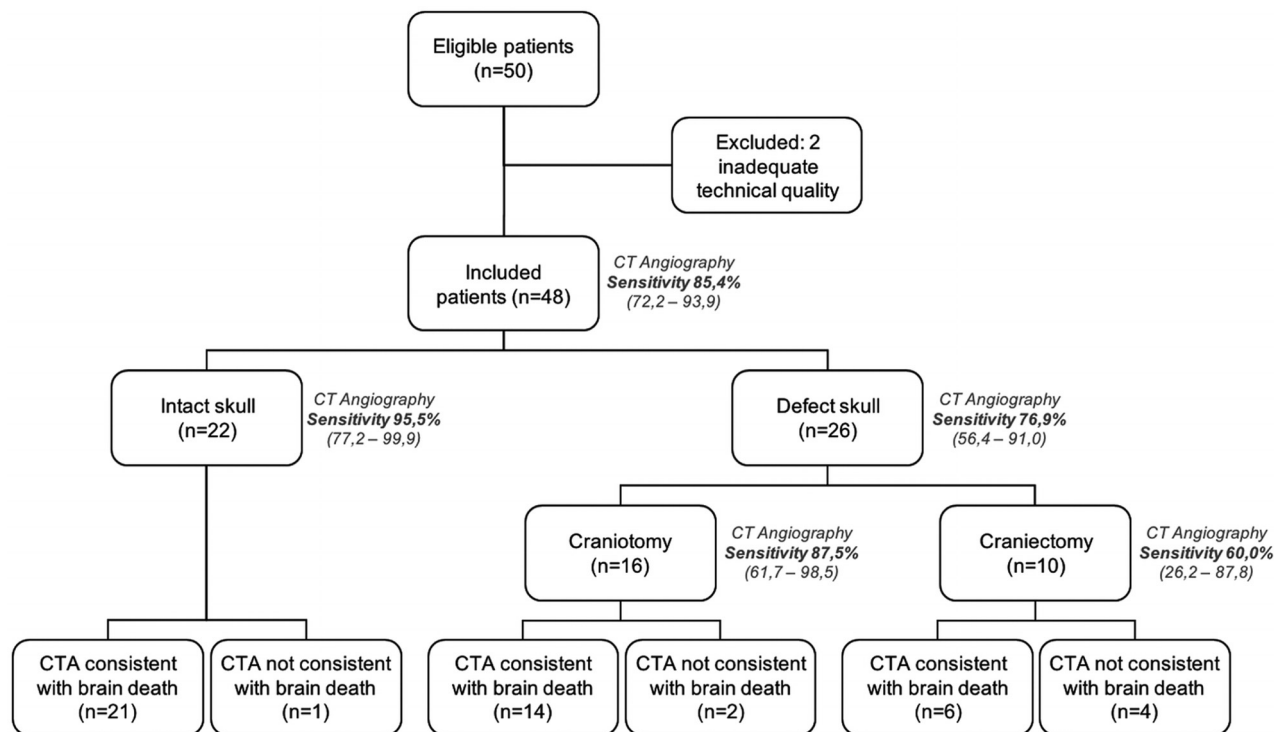 Eligible patients
(n=50)
Excluded: 2
inadequate
technical quality
Included
patients (n=48)
CT Angiography
Sensitivity 85,4%
(72,2 – 93,9)
Intact skull
(n=22)
CT Angiography
Sensitivity 95,5%
(77,2 – 99,9)
Defect skull
(n=26)
CT Angiography
Sensitivity 76,9%
(56,4 – 91,0)
Craniotomy
(n=16)
CT Angiography
Sensitivity 87,5%
(61,7 – 98,5)
Craniectomy
(n=10)
CT Angiography
Sensitivity 60,0%
(26,2 – 87,8)
CTA consistent
with brain death
(n=21)
CTA not consistent
with brain death
(n=1)
CTA consistent
with brain death
(n=14)
CTA not consistent
with brain death
(n=2)
CTA consistent
with brain death
(n=6)
CTA not consistent
with brain death
(n=4)